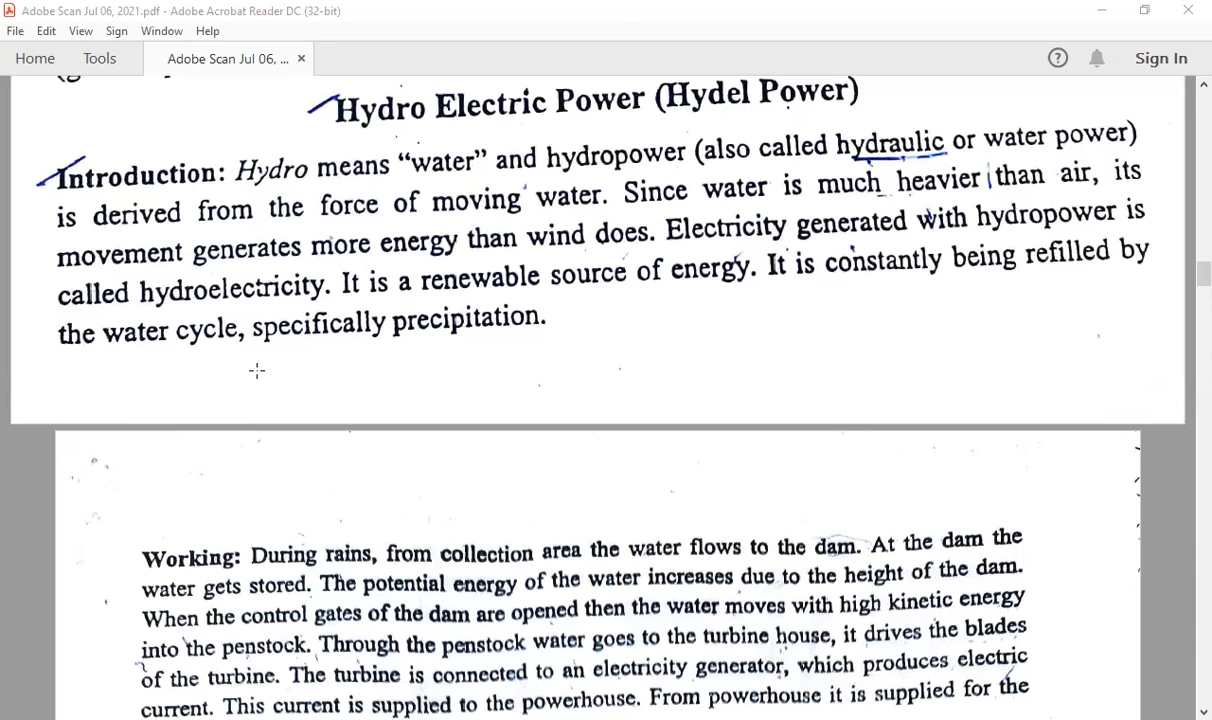 Adobe Scan Jul 06, 2021.pdf - Adobe Acrobat Reader DC (32-bit)
File Edit View Sign Window Help
Home Tools Adobe Scan Jul 06, ... × Sign In
Hydro Electric Power (Hydel Power)
Introduction: Hydro means “water” and hydropower (also called hydraulic or water power)
is derived from the force of moving water. Since water is much heavier than air, its
movement generates more energy than wind does. Electricity generated with hydropower is
called hydroelectricity. It is a renewable source of energy. It is constantly being refilled by
the water cycle, specifically precipitation.
Working: During rains, from collection area the water flows to the dam. At the dam the
water gets stored. The potential energy of the water increases due to the height of the dam.
When the control gates of the dam are opened then the water moves with high kinetic energy
into the penstock. Through the penstock water goes to the turbine house, it drives the blades
of the turbine. The turbine is connected to an electricity generator, which produces electric
current. This current is supplied to the powerhouse. From powerhouse it is supplied for the